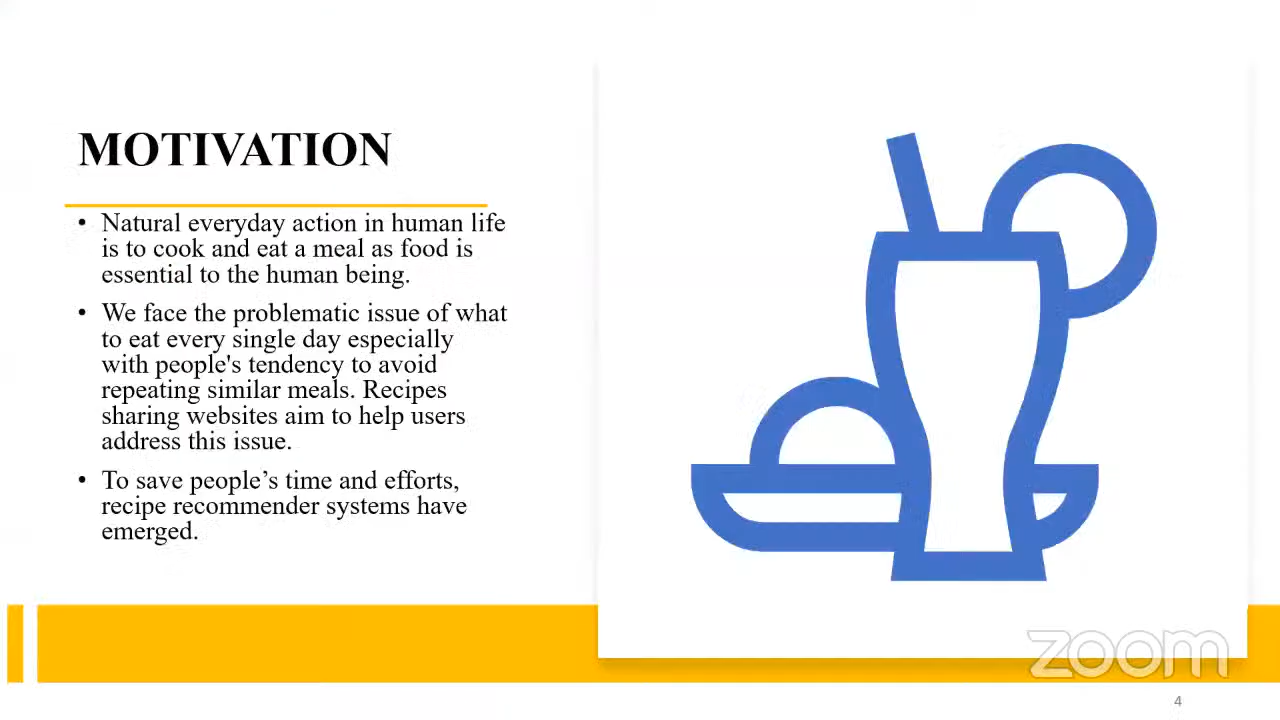 MOTIVATION
• Natural everyday action in human life
is to cook and eat a meal as food is
essential to the human being.
• We face the problematic issue of what
to eat every single day especially
with people's tendency to avoid
repeating similar meals. Recipes
sharing websites aim to help users
address this issue.
• To save people’s time and efforts,
recipe recommender systems have
emerged.
zoom
4